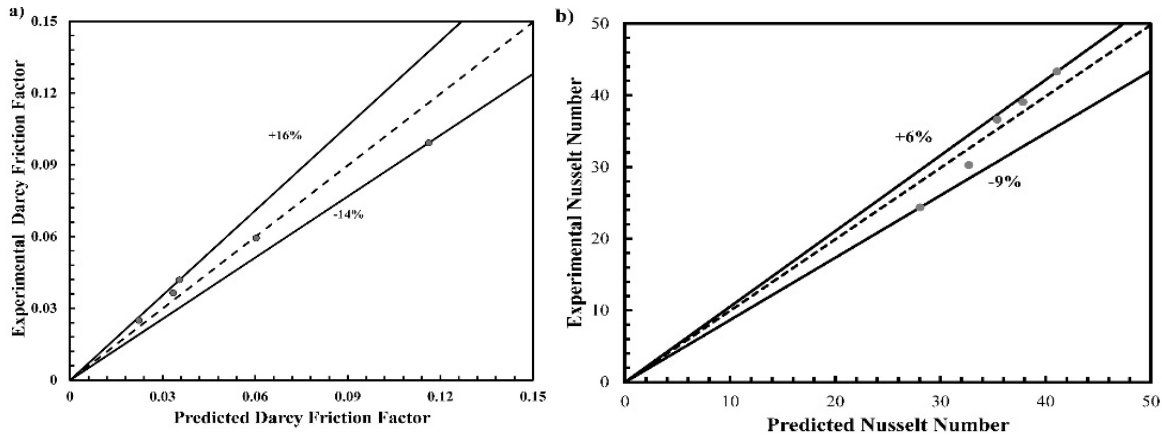 a)
0.15
0.12
0.09
0.06
0.03
0
+16%
-14%
Experimental Darcy Friction Factor
0 0.03 0.06 0.09 0.12 0.15
Predicted Darcy Friction Factor
b)
50
40
30
20
10
0
+6%
-9%
Experimental Nusselt Number
0 10 20 30 40 50
Predicted Nusselt Number